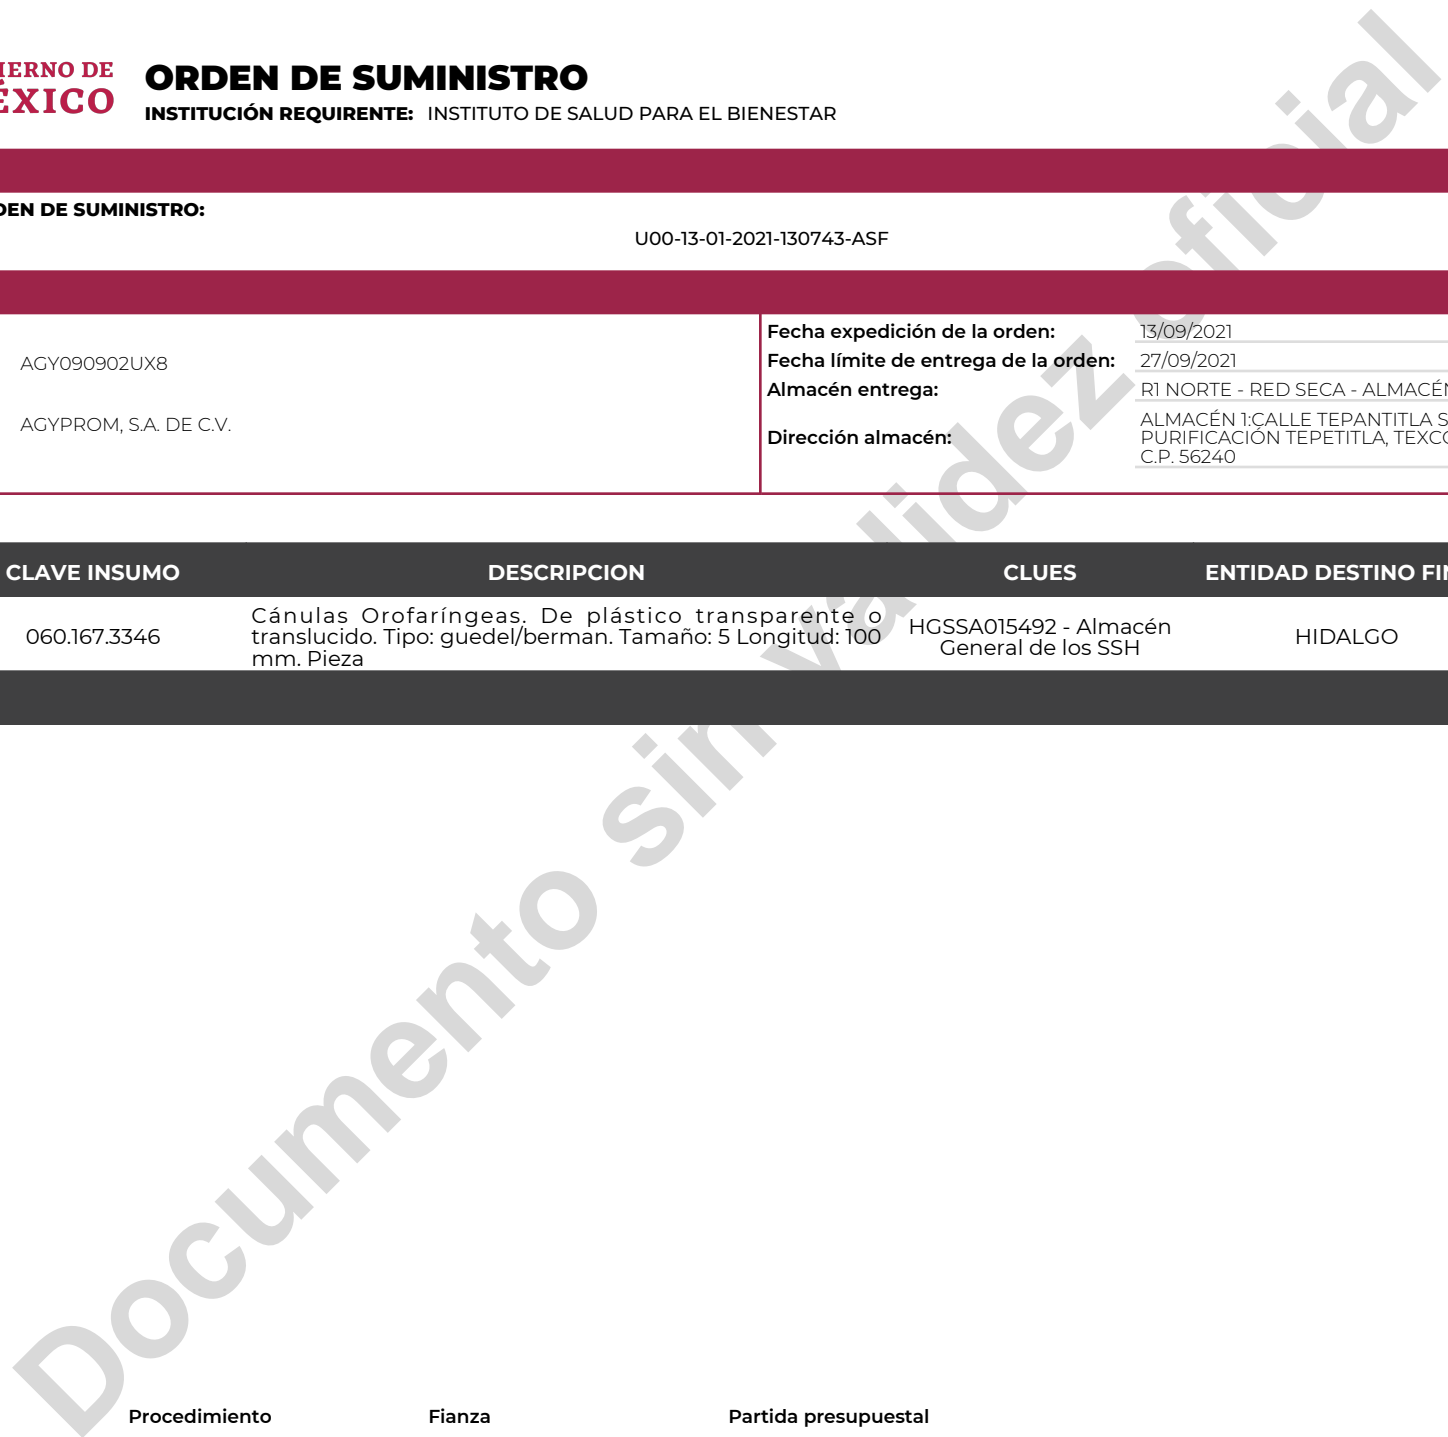 IERNO DE
ÉXICO
ORDEN DE SUMINISTRO
INSTITUCIÓN REQUIRENTE: INSTITUTO DE SALUD PARA EL BIENESTAR
DEN DE SUMINISTRO:
U00-13-01-2021-130743-ASF
AGY090902UX8
AGYPROM, S.A. DE C.V.
Fecha expedición de la orden: 13/09/2021
Fecha límite de entrega de la orden: 27/09/2021
Almacén entrega: R1 NORTE - RED SECA - ALMACÉN
Dirección almacén: ALMACÉN 1:CALLE TEPANTITLA S
PURIFICACIÓN TEPETITLA, TEXCO
C.P. 56240
CLAVE INSUMO DESCRIPCION CLUES ENTIDAD DESTINO FIN
060.167.3346
Cánulas Orofaríngeas. De plástico transparente o
translucido. Tipo: guedel/berman. Tamaño: 5 Longitud: 100
mm. Pieza
HGSSA015492 - Almacén
General de los SSH
HIDALGO
Documento sin validez oficial
Procedimiento Fianza Partida presupuestal